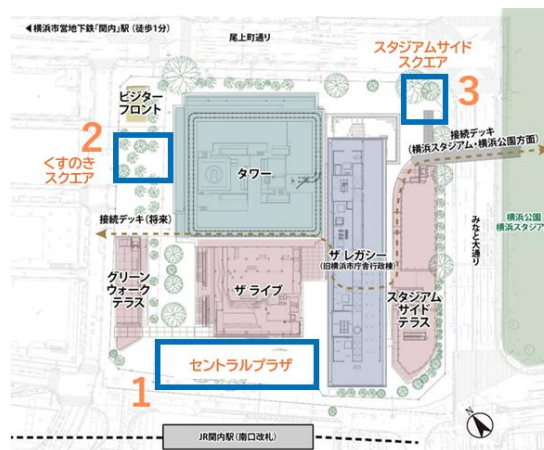 ◀横浜市営地下鉄「関内」駅（徒歩1分）
尾上町通り
スタジアムサイド
スクエア
3
ビジター
フロント
2
くすのき
スクエア
タワー
接続デッキ
（横浜スタジアム・横浜公園方面）
接続デッキ（将来）
みなと大通り
横浜公園
横浜スタジア
グリーン
ウォーク
テラス
ザ ライブ
ザ レガシー
（旧横浜市庁舎行政棟）
スタジアム
サイド
テラス
セントラルプラザ
1
N
JR関内駅（南口改札）